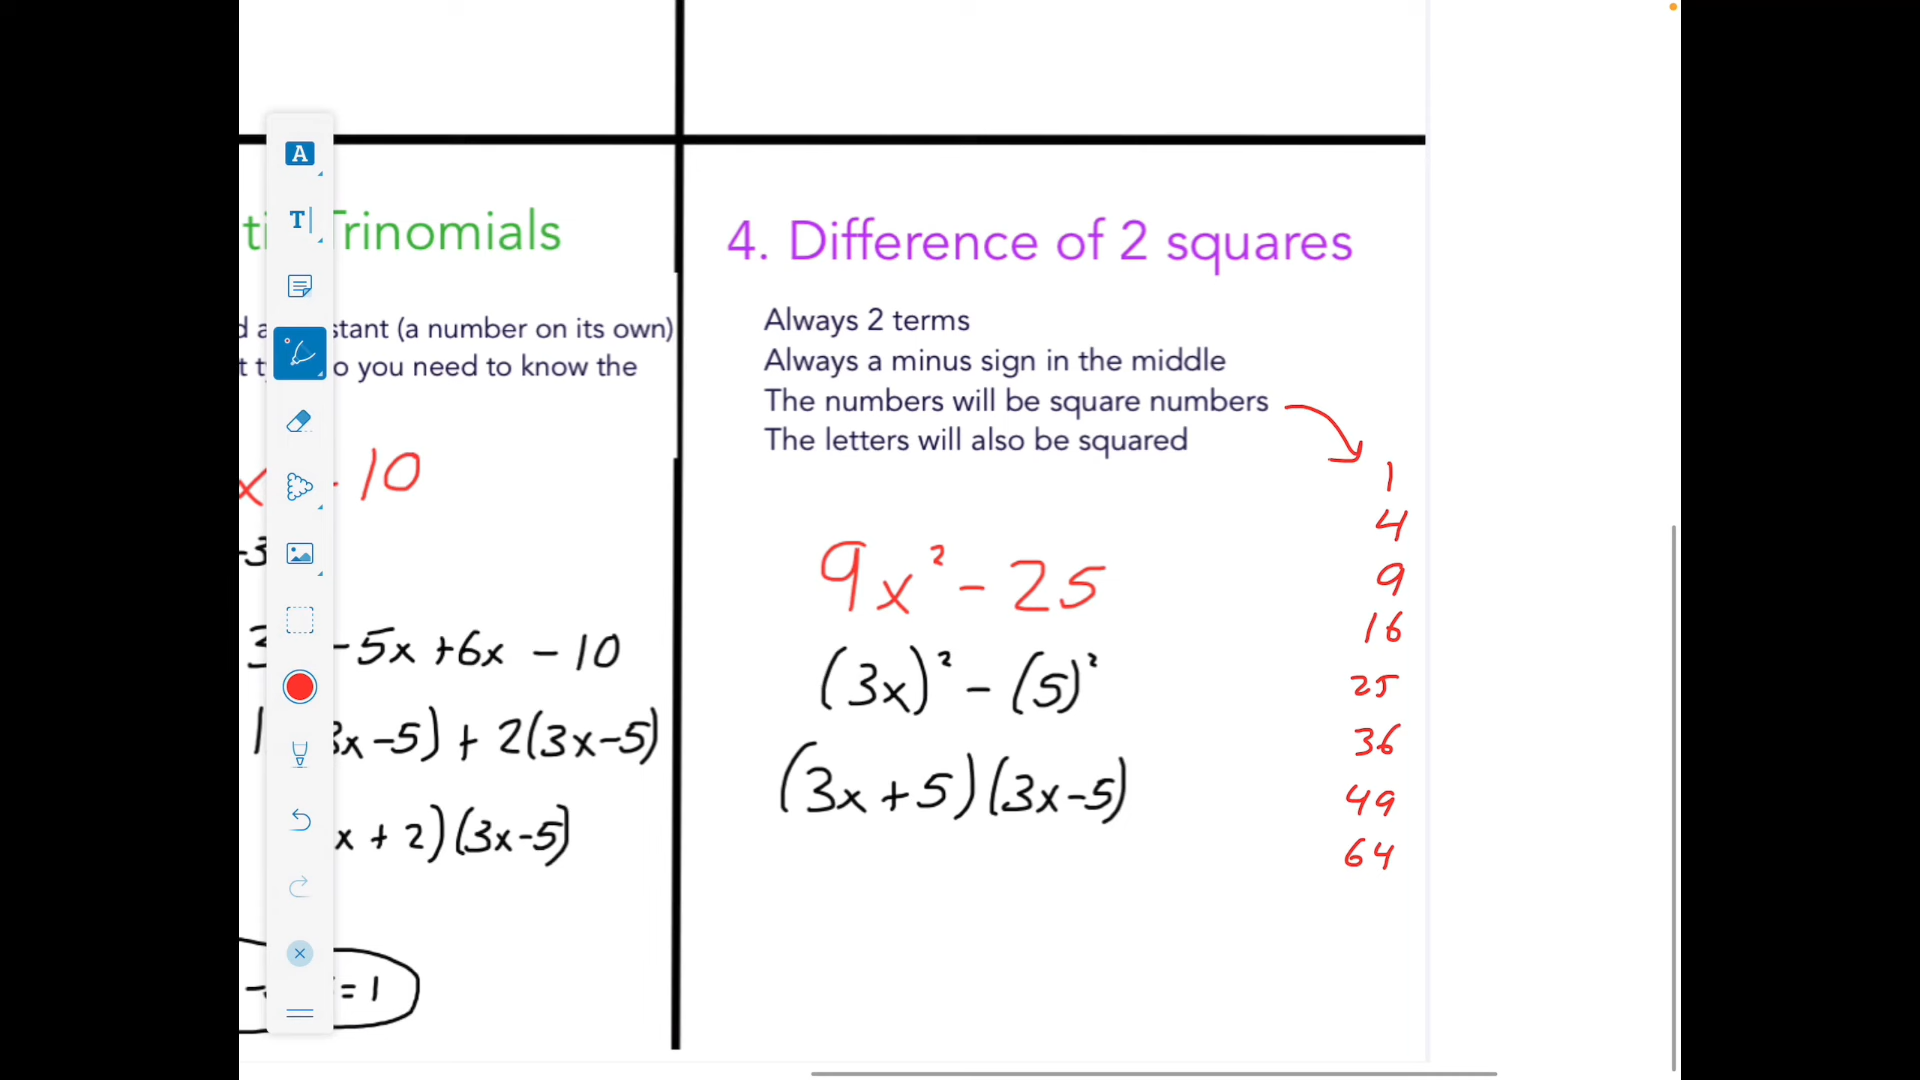 Trinomials
stant (a number on its own)
o you need to know the
x - 10
-3
3 - 5x + 6x - 10
3x - 5) + 2(3x - 5)
x + 2)(3x - 5)
= 1
4. Difference of 2 squares
Always 2 terms
Always a minus sign in the middle
The numbers will be square numbers
The letters will also be squared
9x² - 25
(3x)² - (5)²
(3x + 5)(3x - 5)
1
4
9
16
25
36
49
64
A
T